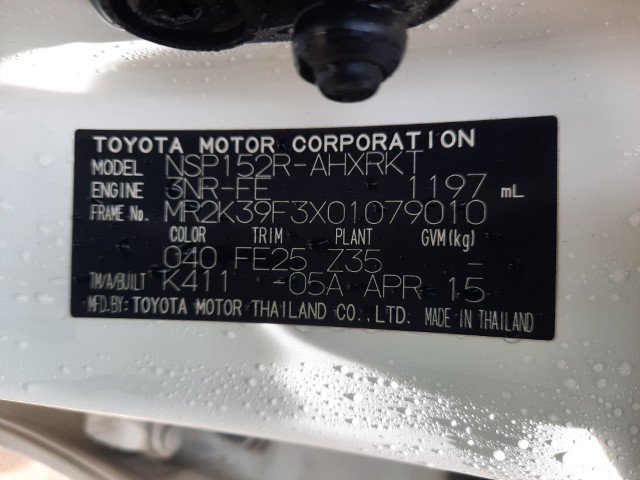 TOYOTA MOTOR CORPORATION
MODEL NSP152R-AHXRKT
ENGINE 3NR-FE 1197 mL
FRAME No. MR2K39F3X01079010
COLOR TRIM PLANT GVM(kg)
040 FE25 Z35 -
TM/A/BUILT K411 -05A APR 15
MFD.BY: TOYOTA MOTOR THAILAND CO.,LTD. MADE IN THAILAND